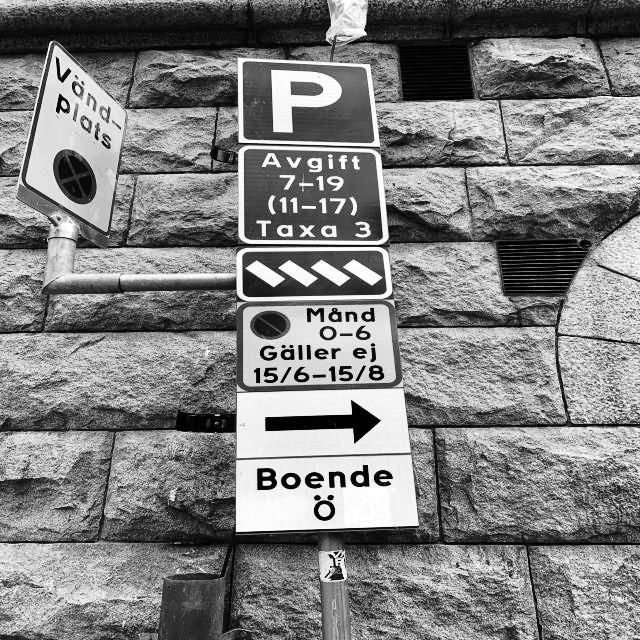 Vänd-
plats
P
Avgift
7-19
(11-17)
Taxa 3
Månd
0-6
Gäller ej
15/6-15/8
Boende
Ö